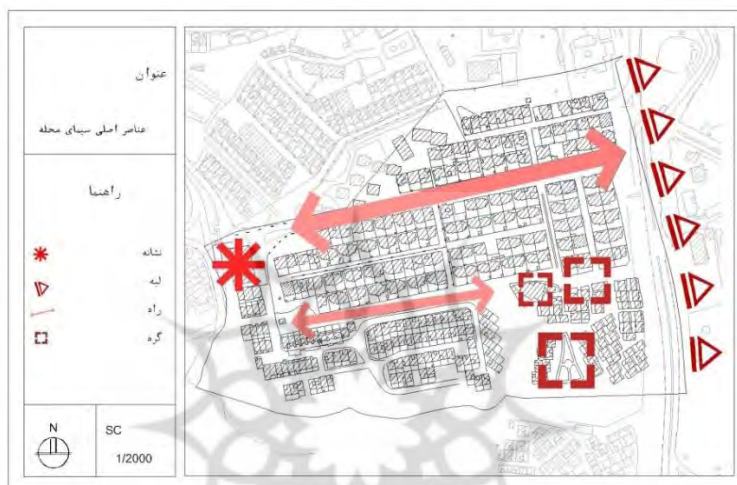 عنوان
عناصر اصلی سیمای محله
راهنما
نشانه
لبه
راه
گره
N
SC
1/2000